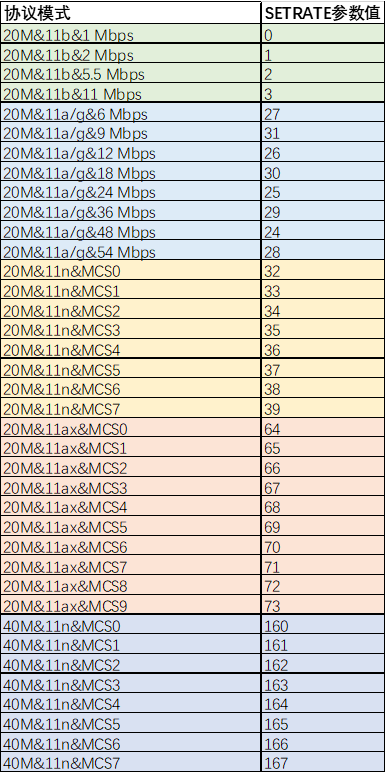 协议模式 SETRATE参数值
20M&11b&1 Mbps 0
20M&11b&2 Mbps 1
20M&11b&5.5 Mbps 2
20M&11b&11 Mbps 3
20M&11a/g&6 Mbps 27
20M&11a/g&9 Mbps 31
20M&11a/g&12 Mbps 26
20M&11a/g&18 Mbps 30
20M&11a/g&24 Mbps 25
20M&11a/g&36 Mbps 29
20M&11a/g&48 Mbps 24
20M&11a/g&54 Mbps 28
20M&11n&MCS0 32
20M&11n&MCS1 33
20M&11n&MCS2 34
20M&11n&MCS3 35
20M&11n&MCS4 36
20M&11n&MCS5 37
20M&11n&MCS6 38
20M&11n&MCS7 39
20M&11ax&MCS0 64
20M&11ax&MCS1 65
20M&11ax&MCS2 66
20M&11ax&MCS3 67
20M&11ax&MCS4 68
20M&11ax&MCS5 69
20M&11ax&MCS6 70
20M&11ax&MCS7 71
20M&11ax&MCS8 72
20M&11ax&MCS9 73
40M&11n&MCS0 160
40M&11n&MCS1 161
40M&11n&MCS2 162
40M&11n&MCS3 163
40M&11n&MCS4 164
40M&11n&MCS5 165
40M&11n&MCS6 166
40M&11n&MCS7 167